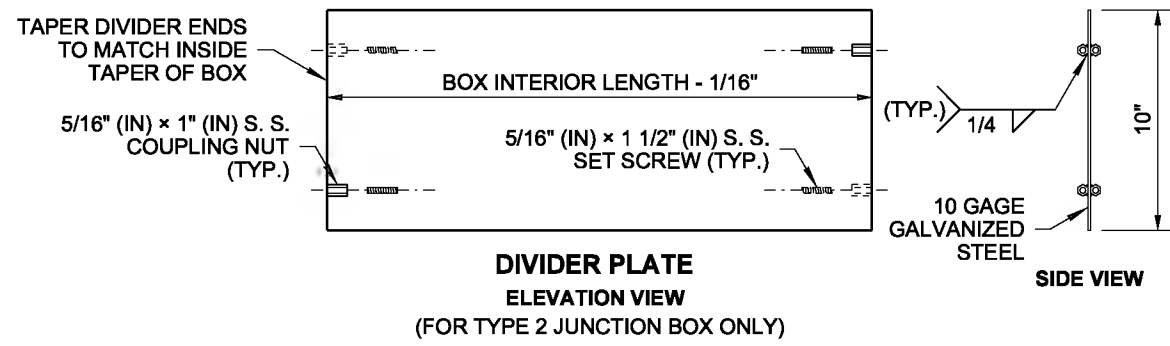 TAPER DIVIDER ENDS
TO MATCH INSIDE
TAPER OF BOX
BOX INTERIOR LENGTH - 1/16"
5/16" (IN) × 1" (IN) S. S.
COUPLING NUT
(TYP.)
5/16" (IN) × 1 1/2" (IN) S. S.
SET SCREW (TYP.)
(TYP.)
1/4
10"
10 GAGE
GALVANIZED
STEEL
SIDE VIEW
DIVIDER PLATE
ELEVATION VIEW
(FOR TYPE 2 JUNCTION BOX ONLY)